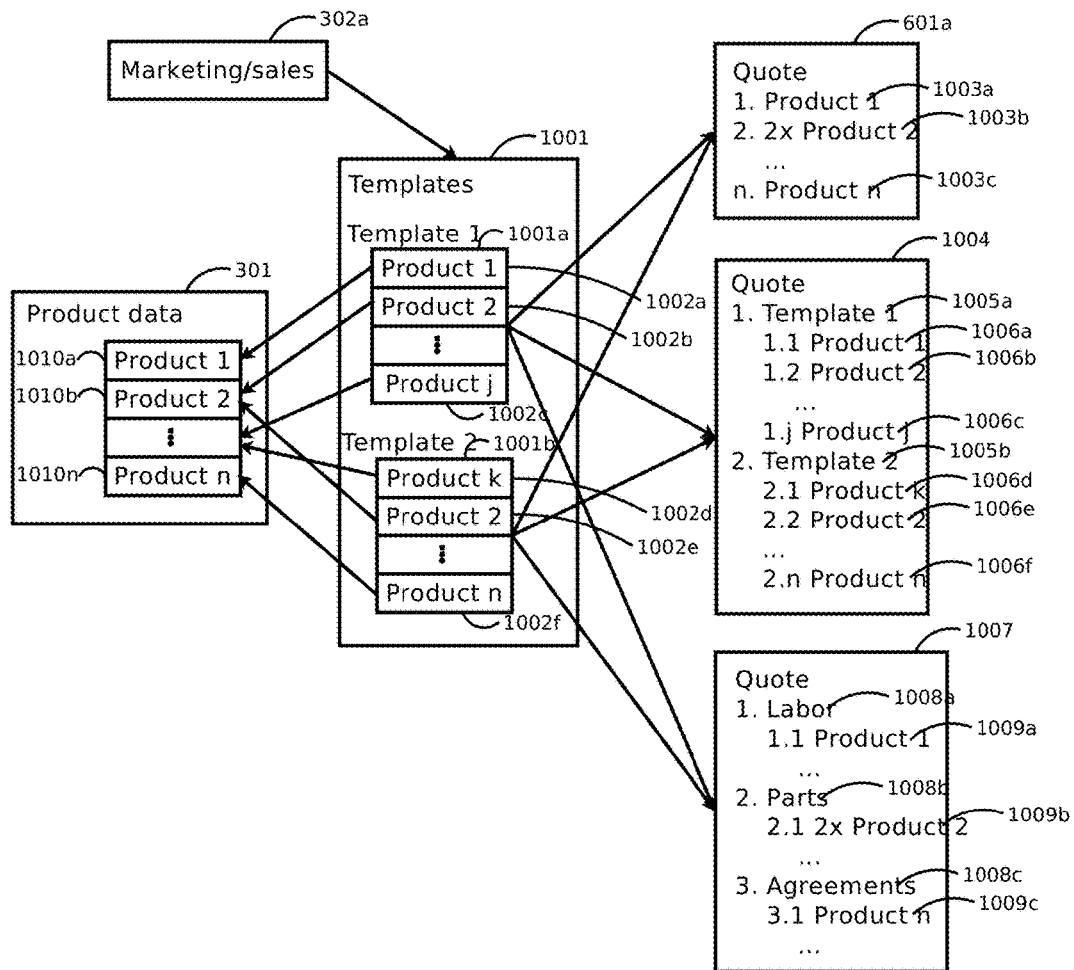 302a
Marketing/sales
1001
Templates
Template 1
1001a
Product 1
1002a
Product 2
1002b
Product j
1002c
Template 2
1001b
Product k
1002d
Product 2
1002e
Product n
1002f
301
Product data
1010a
Product 1
1010b
Product 2
1010n
Product n
601a
Quote
1. Product 1
1003a
2. 2x Product 2
1003b
...
n. Product n
1003c
1004
Quote
1. Template 1
1005a
1.1 Product 1
1006a
1.2 Product 2
1006b
...
1.j Product j
1006c
2. Template 2
1005b
2.1 Product k
1006d
2.2 Product 2
1006e
...
2.n Product n
1006f
1007
Quote
1. Labor
1008a
1.1 Product 1
1009a
...
2. Parts
1008b
2.1 2x Product 2
1009b
...
3. Agreements
1008c
3.1 Product n
1009c
...